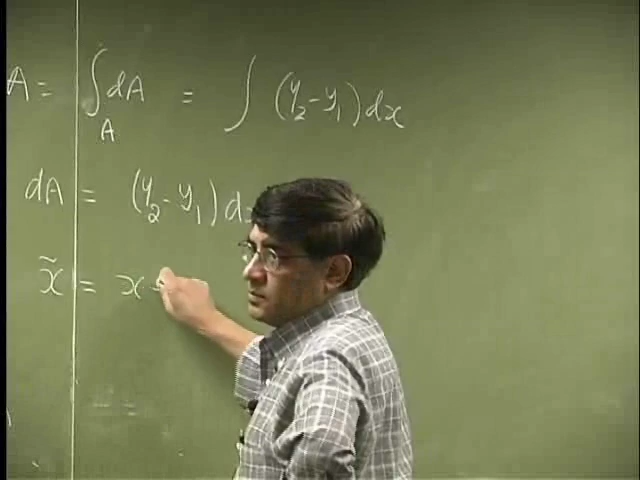 A = ∫_A dA = ∫ (y₂ - y₁) dx
dA = (y₂ - y₁) d
x̃ = x